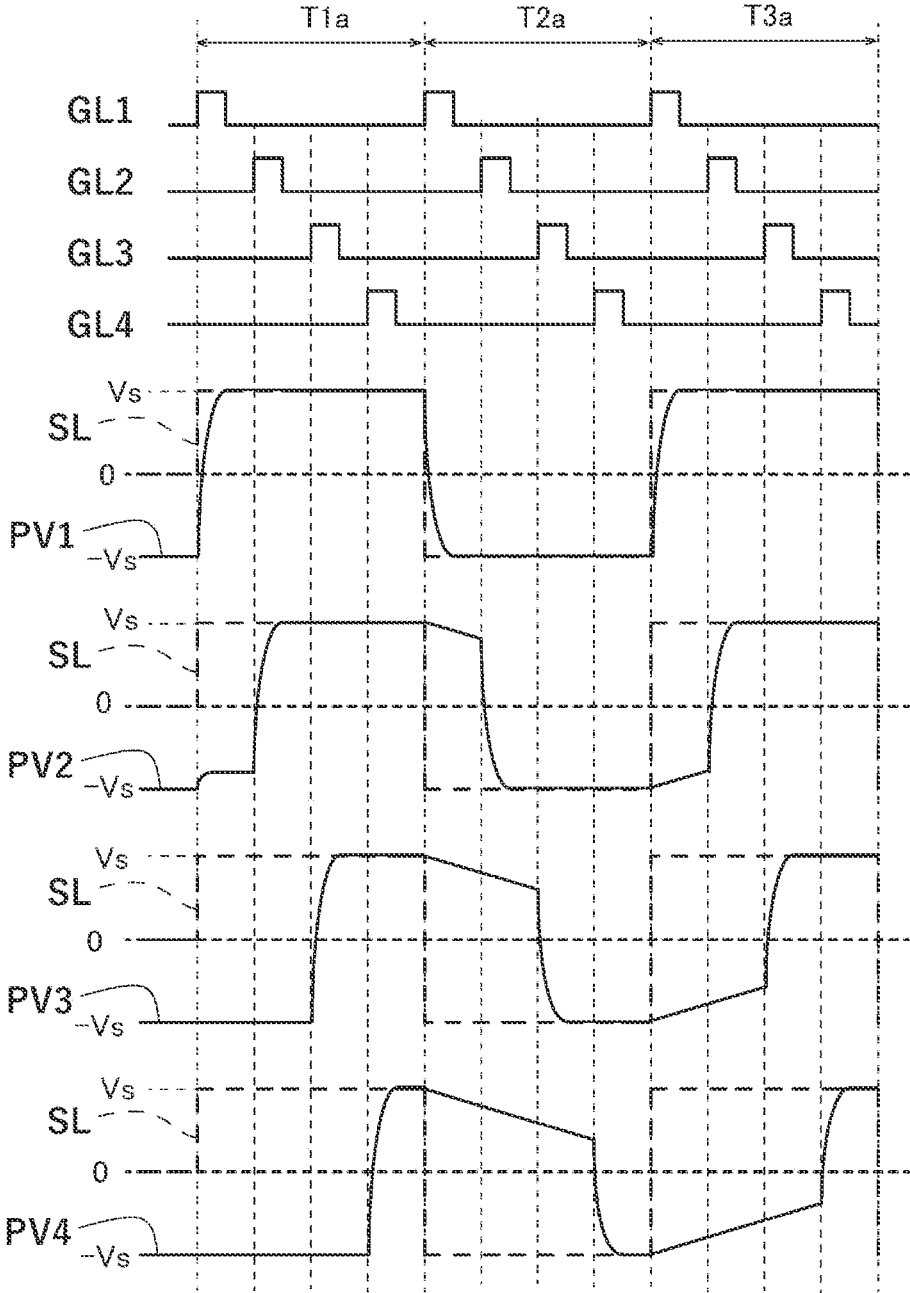 T1a T2a T3a
GL1
GL2
GL3
GL4
Vs
SL
0
PV1
-Vs
Vs
SL
0
PV2
-Vs
Vs
SL
0
PV3
-Vs
Vs
SL
0
PV4
-Vs